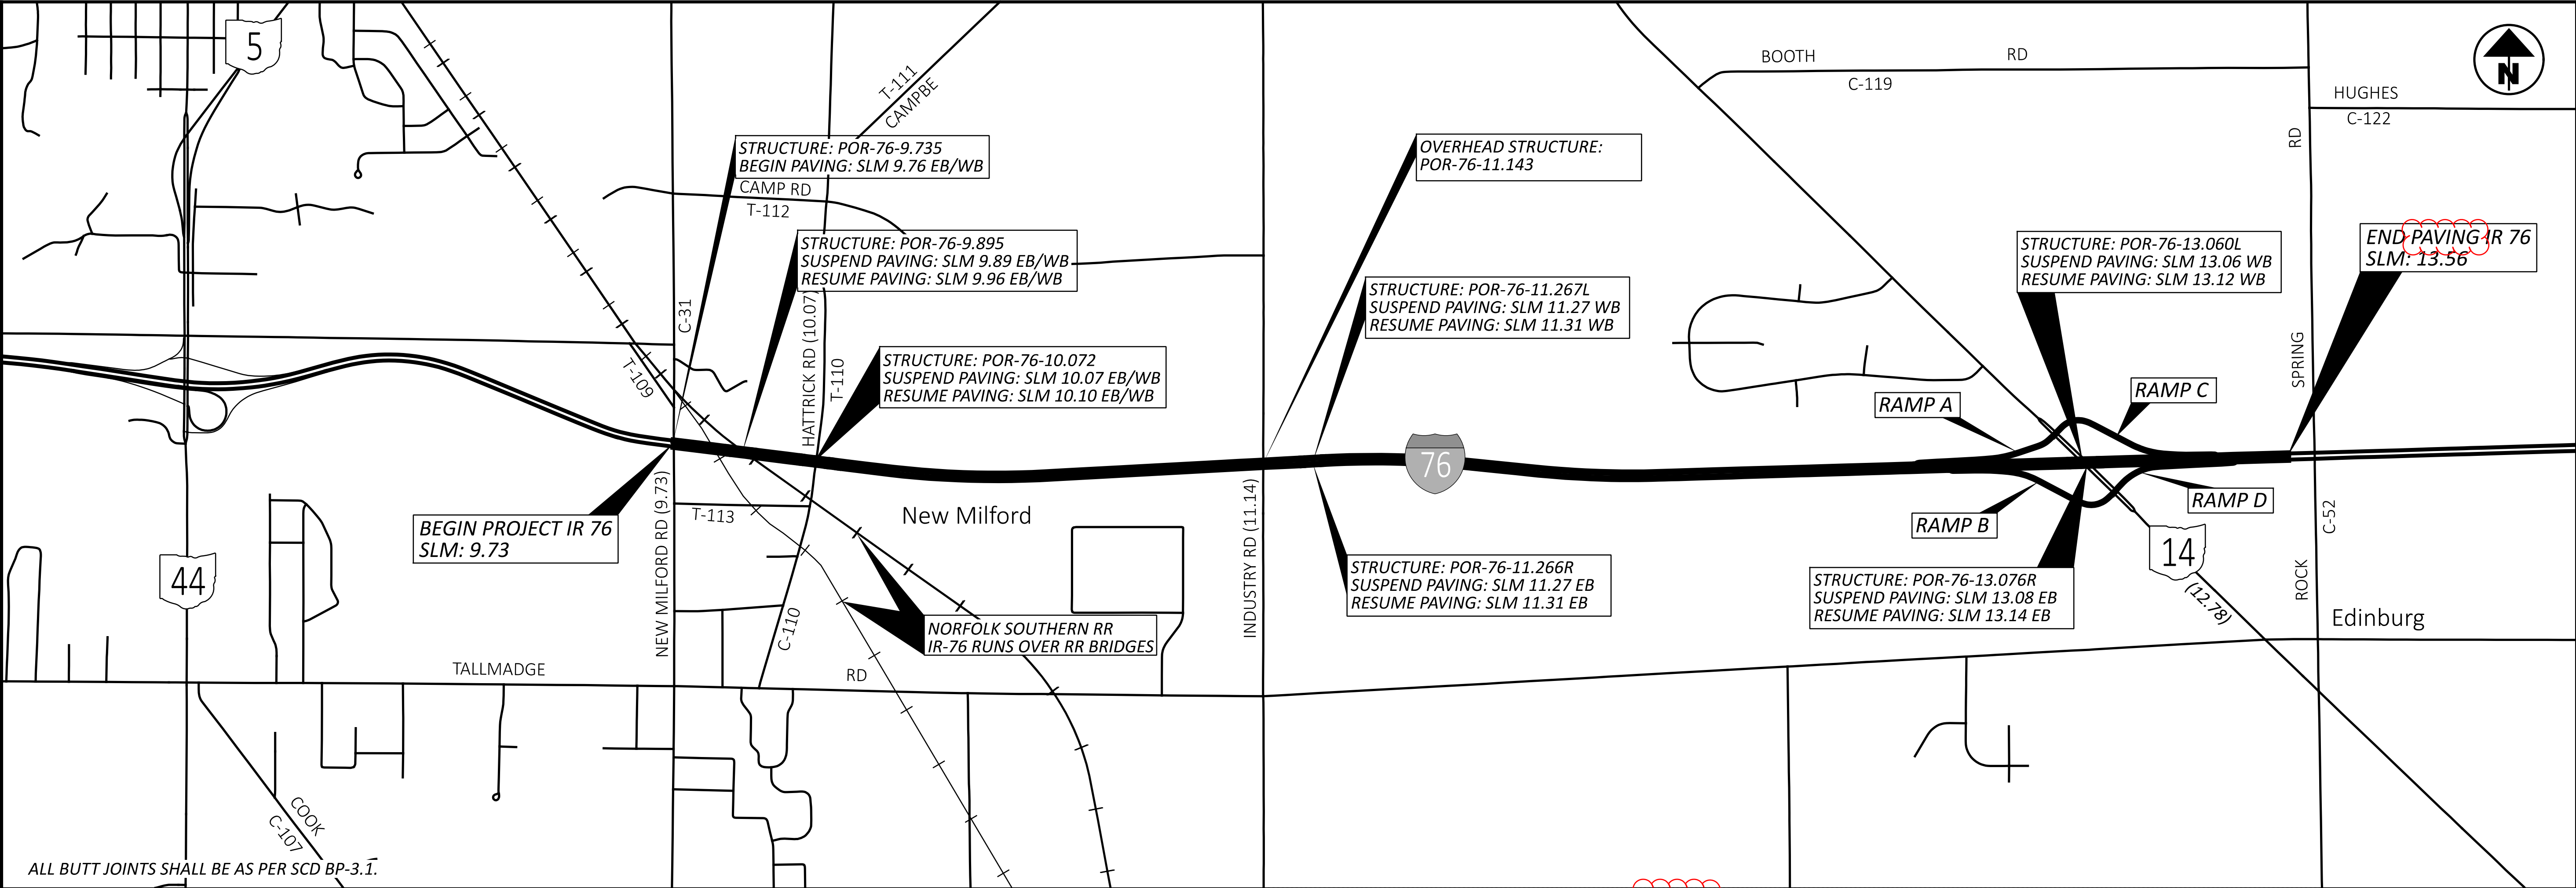 5
BOOTH RD
C-119
HUGHES
C-122
N
T-111
CAMPBE
RD
STRUCTURE: POR-76-9.735
BEGIN PAVING: SLM 9.76 EB/WB
OVERHEAD STRUCTURE:
POR-76-11.143
CAMP RD
T-112
STRUCTURE: POR-76-9.895
SUSPEND PAVING: SLM 9.89 EB/WB
RESUME PAVING: SLM 9.96 EB/WB
STRUCTURE: POR-76-13.060L
SUSPEND PAVING: SLM 13.06 WB
RESUME PAVING: SLM 13.12 WB
END PAVING IR 76
SLM: 13.56
C-31
STRUCTURE: POR-76-11.267L
SUSPEND PAVING: SLM 11.27 WB
RESUME PAVING: SLM 11.31 WB
HATTRICK RD (10.07)
T-110
T-109
STRUCTURE: POR-76-10.072
SUSPEND PAVING: SLM 10.07 EB/WB
RESUME PAVING: SLM 10.10 EB/WB
SPRING
RAMP A
RAMP C
76
RAMP B
RAMP D
BEGIN PROJECT IR 76
SLM: 9.73
NEW MILFORD RD (9.73)
T-113
New Milford
INDUSTRY RD (11.14)
C-52
14
(12.78)
44
STRUCTURE: POR-76-11.266R
SUSPEND PAVING: SLM 11.27 EB
RESUME PAVING: SLM 11.31 EB
STRUCTURE: POR-76-13.076R
SUSPEND PAVING: SLM 13.08 EB
RESUME PAVING: SLM 13.14 EB
ROCK
Edinburg
C-110
NORFOLK SOUTHERN RR
IR-76 RUNS OVER RR BRIDGES
TALLMADGE RD
COOK
C-107
ALL BUTT JOINTS SHALL BE AS PER SCD BP-3.1.